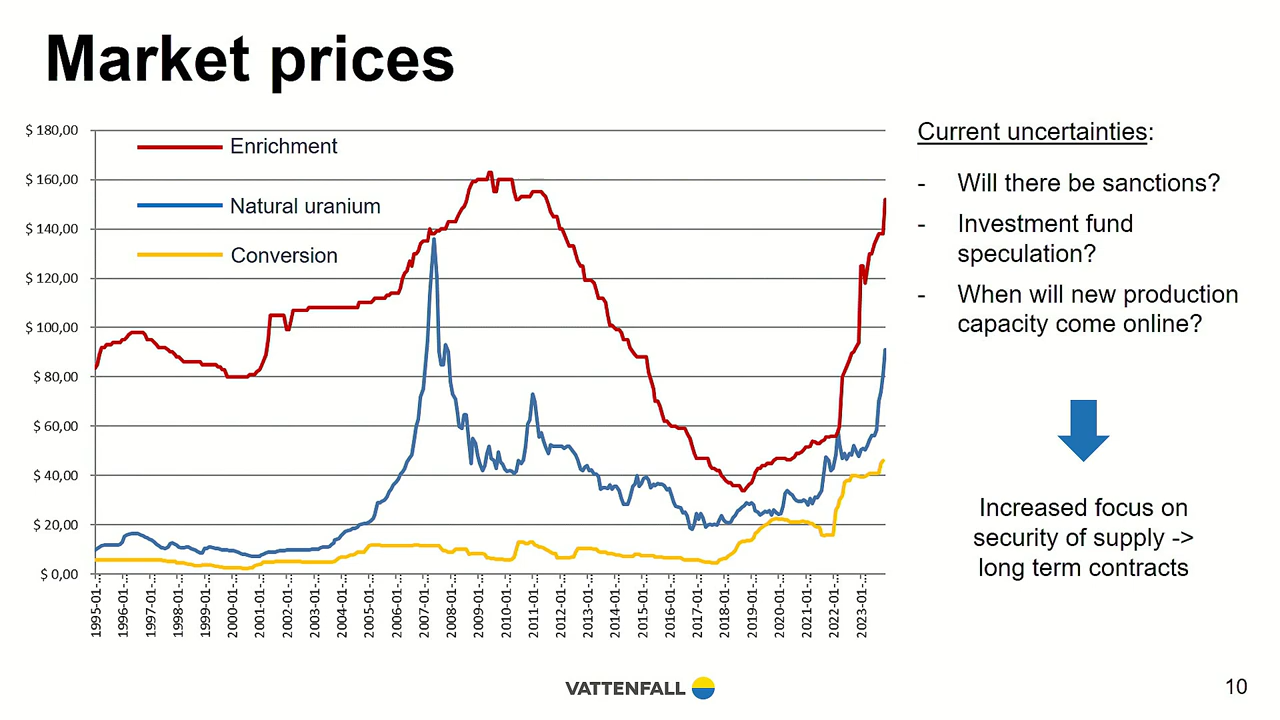 Market prices
$ 180,00
$ 160,00
$ 140,00
$ 120,00
$ 100,00
$ 80,00
$ 60,00
$ 40,00
$ 20,00
$ 0,00
Enrichment
Natural uranium
Conversion
1995-01-..
1996-01-..
1997-01-..
1998-01-..
1999-01-..
2000-01-..
2001-01-..
2002-01-..
2003-01-..
2004-01-..
2005-01-..
2006-01-..
2007-01-..
2008-01-..
2009-01-..
2010-01-..
2011-01-..
2012-01-..
2013-01-..
2014-01-..
2015-01-..
2016-01-..
2017-01-..
2018-01-..
2019-01-..
2020-01-..
2021-01-..
2022-01-..
2023-01-..
Current uncertainties:
- Will there be sanctions?
- Investment fund
speculation?
- When will new production
capacity come online?
Increased focus on
security of supply ->
long term contracts
VATTENFALL
10